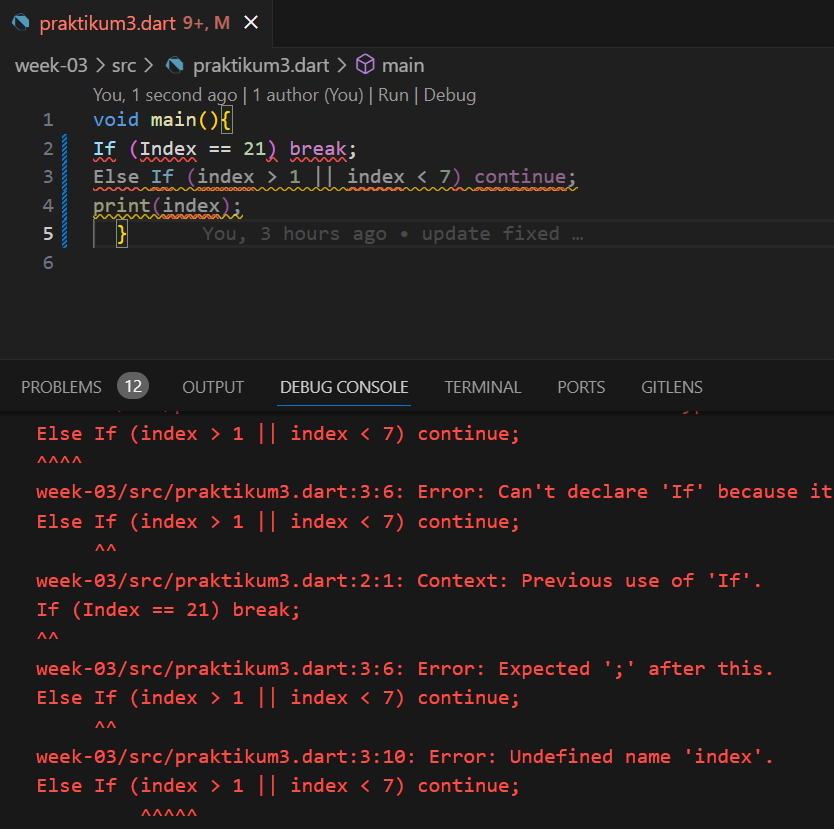 praktikum3.dart 9+, M
week-03 > src > praktikum3.dart > main
You, 1 second ago | 1 author (You) | Run | Debug
1 void main(){
2 If (Index == 21) break;
3 Else If (index > 1 || index < 7) continue;
4 print(index);
5 } You, 3 hours ago • update fixed …
6
PROBLEMS 12 OUTPUT DEBUG CONSOLE TERMINAL PORTS GITLENS
Else If (index > 1 || index < 7) continue;
^^^^
week-03/src/praktikum3.dart:3:6: Error: Can't declare 'If' because it
Else If (index > 1 || index < 7) continue;
^^
week-03/src/praktikum3.dart:2:1: Context: Previous use of 'If'.
If (Index == 21) break;
^^
week-03/src/praktikum3.dart:3:6: Error: Expected ';' after this.
Else If (index > 1 || index < 7) continue;
^^
week-03/src/praktikum3.dart:3:10: Error: Undefined name 'index'.
Else If (index > 1 || index < 7) continue;
^^^^^